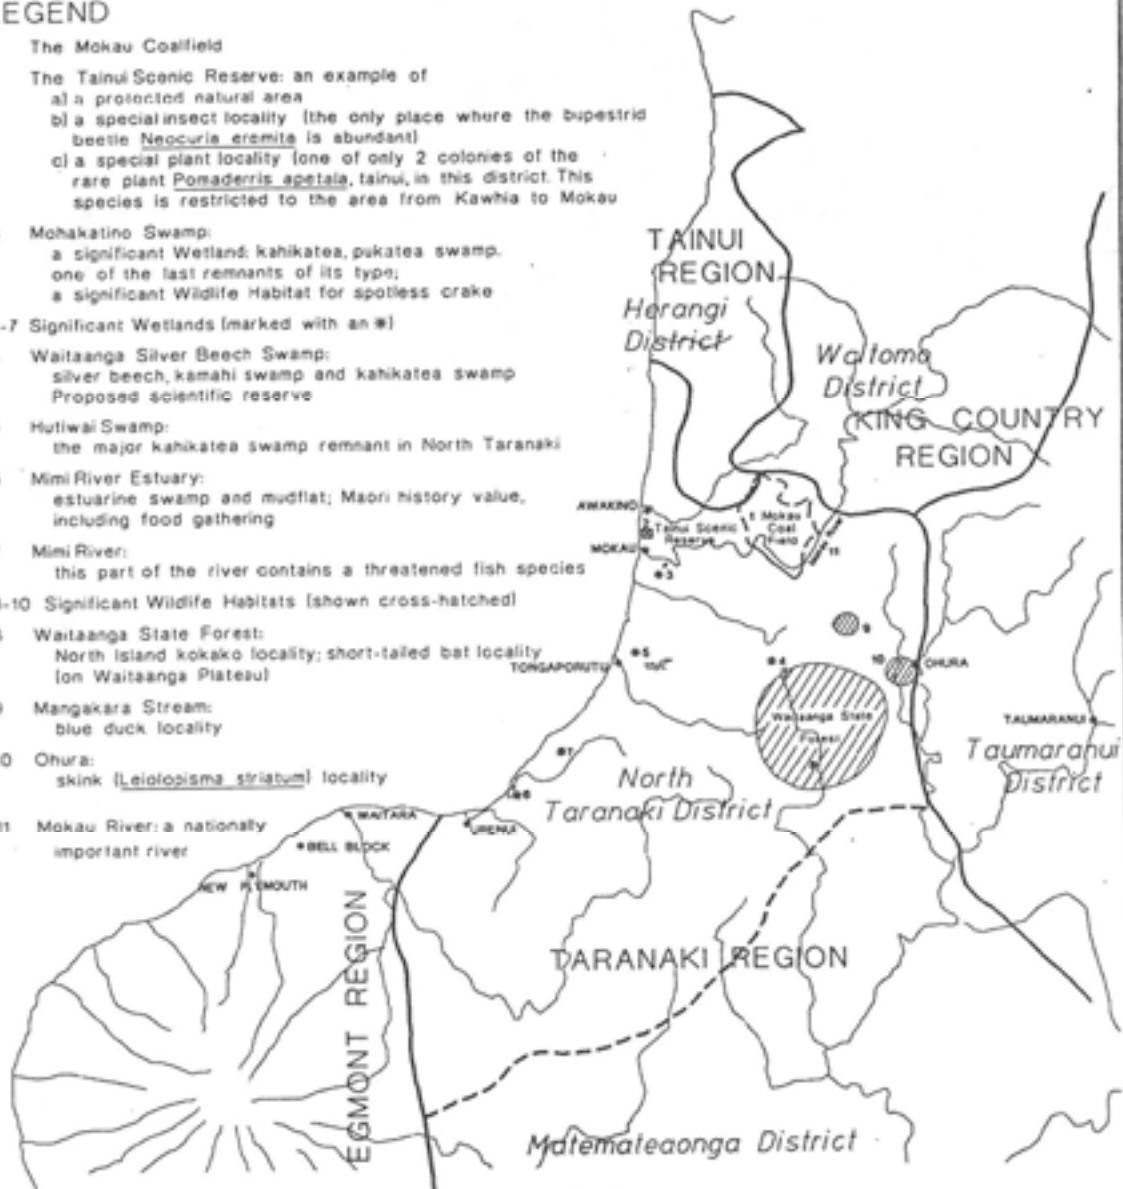 EGEND
The Mokau Coalfield
The Tainui Scenic Reserve: an example of
a) a protected natural area
b) a special insect locality (the only place where the bupestrid
beetle Neocuria eremita is abundant)
c) a special plant locality (one of only 2 colonies of the
rare plant Pomaderris apetala, tainui, in this district. This
species is restricted to the area from Kawhia to Mokau
Mohakatino Swamp:
a significant Wetland: kahikatea, pukatea swamp.
one of the last remnants of its type;
a significant Wildlife Habitat for spotless crake
-7 Significant Wetlands (marked with an *)
Waitaanga Silver Beech Swamp:
silver beech, kamahi swamp and kahikatea swamp
Proposed scientific reserve
Hutiwai Swamp:
the major kahikatea swamp remnant in North Taranaki
Mimi River Estuary:
estuarine swamp and mudflat; Maori history value,
including food gathering
Mimi River:
this part of the river contains a threatened fish species
-10 Significant Wildlife Habitats (shown cross-hatched)
Waitaanga State Forest:
North Island kokako locality; short-tailed bat locality
(on Waitaanga Plateau)
Mangakara Stream:
blue duck locality
0 Ohura:
skink (Leiolopisma striatum) locality
11 Mokau River: a nationally
important river
TAINUI
REGION
Herangi
District
Waitomo
District
KING COUNTRY
REGION
AWAKINO
2
Tainui Scenic
Reserve
1 Mokau
Coal
Field
11
MOKAU
*3
9
*5
TONGAPORUTU
*4
10
OHURA
Waitaanga State
Forest
8
TAUMARANUI
Taumaranui
District
*7
North
Taranaki District
*6
WAITARA
URENUI
BELL BLOCK
NEW PLYMOUTH
EGMONT REGION
TARANAKI REGION
Matemateaonga District